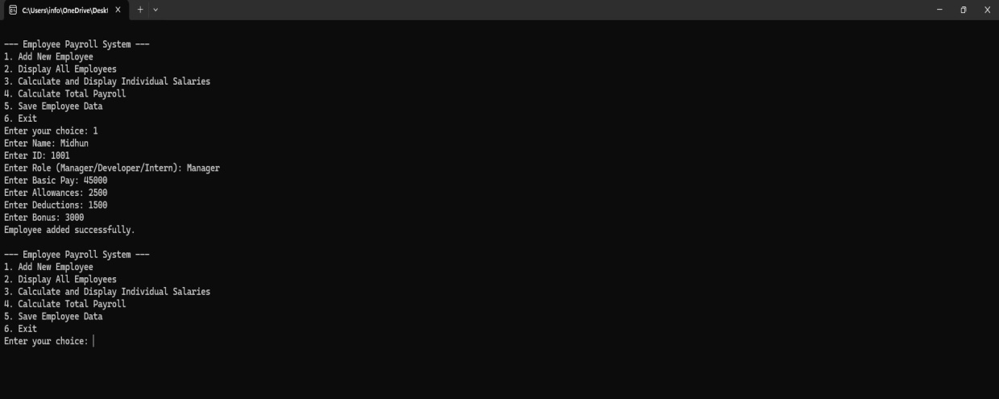 C:\Users\info\OneDrive\Deskt
--- Employee Payroll System ---
1. Add New Employee
2. Display All Employees
3. Calculate and Display Individual Salaries
4. Calculate Total Payroll
5. Save Employee Data
6. Exit
Enter your choice: 1
Enter Name: Midhun
Enter ID: 1001
Enter Role (Manager/Developer/Intern): Manager
Enter Basic Pay: 45000
Enter Allowances: 2500
Enter Deductions: 1500
Enter Bonus: 3000
Employee added successfully.
--- Employee Payroll System ---
1. Add New Employee
2. Display All Employees
3. Calculate and Display Individual Salaries
4. Calculate Total Payroll
5. Save Employee Data
6. Exit
Enter your choice: